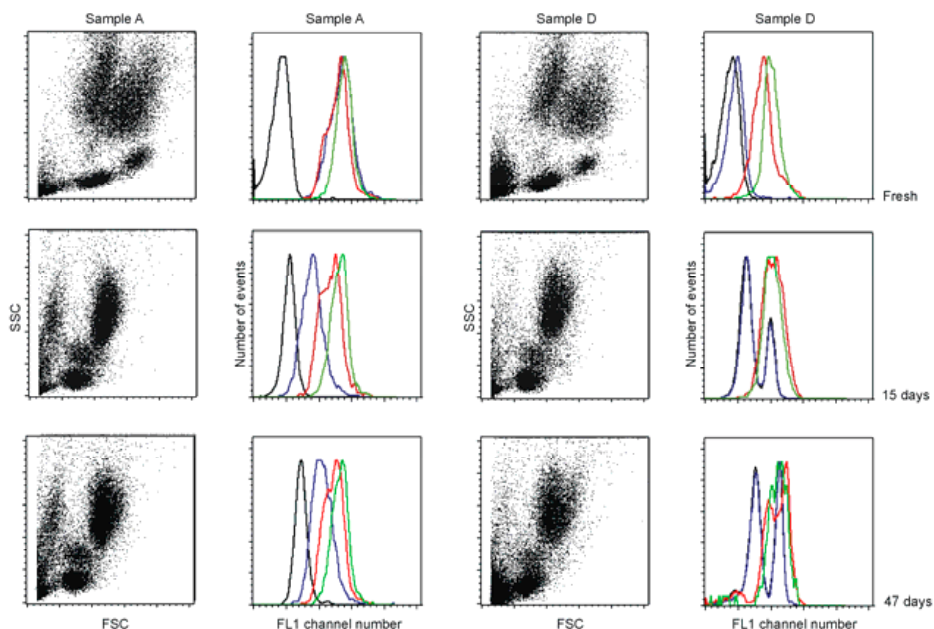 Sample A
Sample A
Sample D
Sample D
Fresh
SSC
Number of events
SSC
Number of events
15 days
47 days
FSC
FL1 channel number
FSC
FL1 channel number